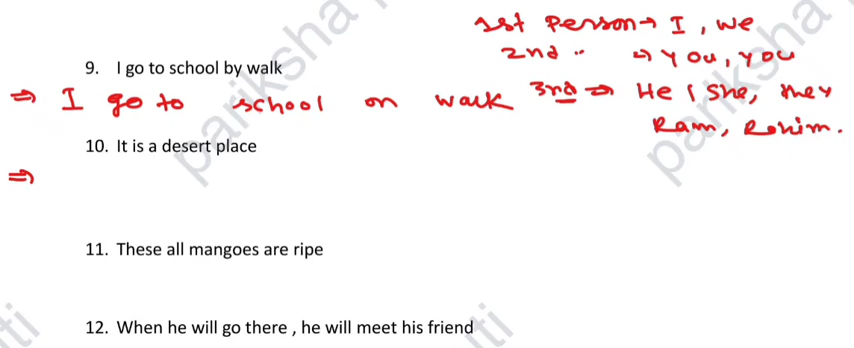 1st Person → I, we
2nd " ⇒ You, you
9. I go to school by walk
3rd ⇒ He / She, they
⇒ I go to school on walk
Ram, Rohim.
10. It is a desert place
⇒
11. These all mangoes are ripe
12. When he will go there , he will meet his friend
pariksha
pariksha